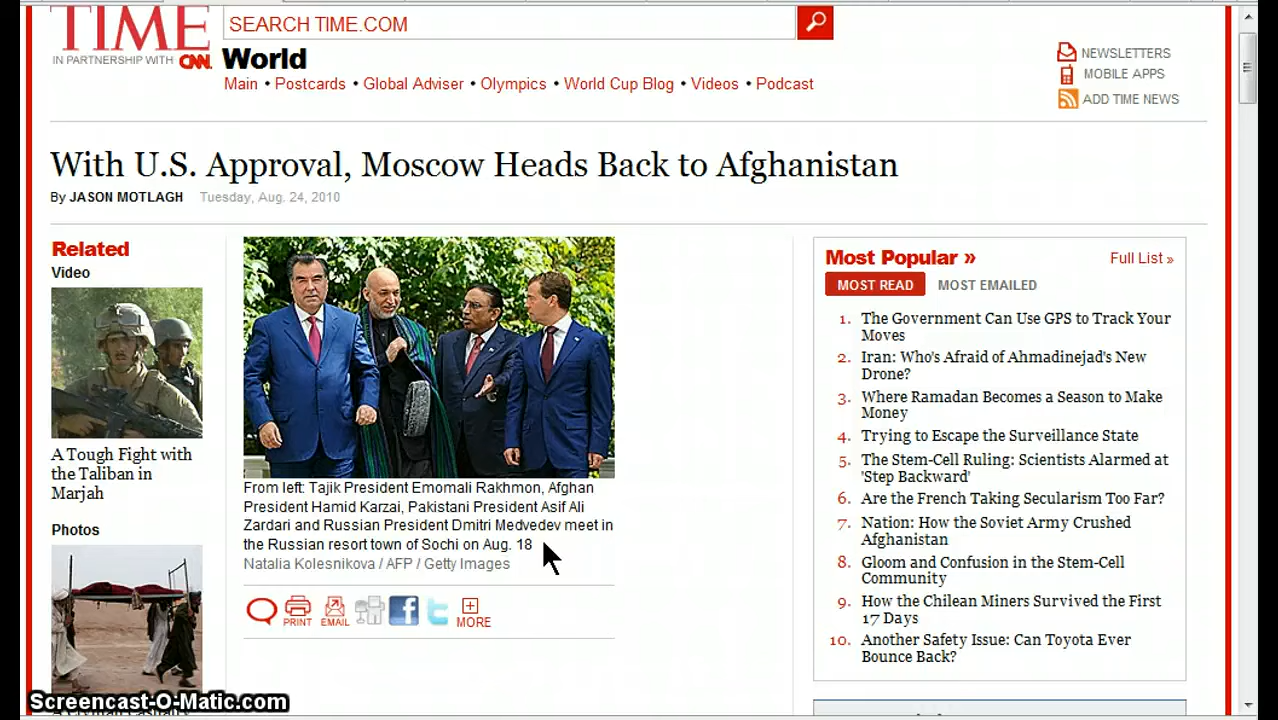 TIME
SEARCH TIME.COM
IN PARTNERSHIP WITH CNN
World
Main • Postcards • Global Adviser • Olympics • World Cup Blog • Videos • Podcast
NEWSLETTERS
MOBILE APPS
ADD TIME NEWS
With U.S. Approval, Moscow Heads Back to Afghanistan
By JASON MOTLAGH Tuesday, Aug. 24, 2010
Related
Video
A Tough Fight with
the Taliban in
Marjah
Photos
From left: Tajik President Emomali Rakhmon, Afghan
President Hamid Karzai, Pakistani President Asif Ali
Zardari and Russian President Dmitri Medvedev meet in
the Russian resort town of Sochi on Aug. 18
Natalia Kolesnikova / AFP / Getty Images
PRINT
EMAIL
MORE
Most Popular »
Full List »
MOST READ
MOST EMAILED
1. The Government Can Use GPS to Track Your
Moves
2. Iran: Who's Afraid of Ahmadinejad's New
Drone?
3. Where Ramadan Becomes a Season to Make
Money
4. Trying to Escape the Surveillance State
5. The Stem-Cell Ruling: Scientists Alarmed at
'Step Backward'
6. Are the French Taking Secularism Too Far?
7. Nation: How the Soviet Army Crushed
Afghanistan
8. Gloom and Confusion in the Stem-Cell
Community
9. How the Chilean Miners Survived the First
17 Days
10. Another Safety Issue: Can Toyota Ever
Bounce Back?
Screencast-O-Matic.com